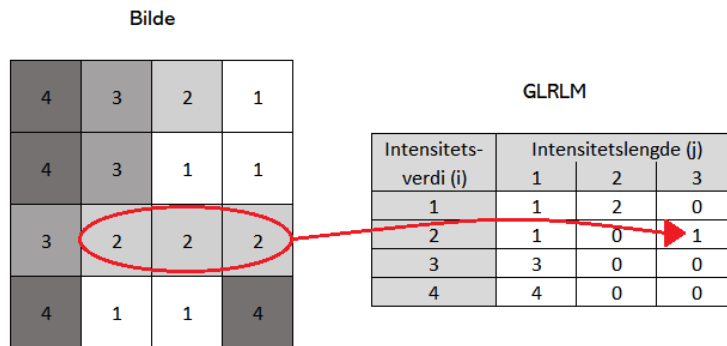 Bilde
4 3 2 1
4 3 1 1
3 2 2 2
4 1 1 4
GLRLM
Intensitets- Intensitetslengde (j)
verdi (i) 1 2 3
1 1 2 0
2 1 0 1
3 3 0 0
4 4 0 0